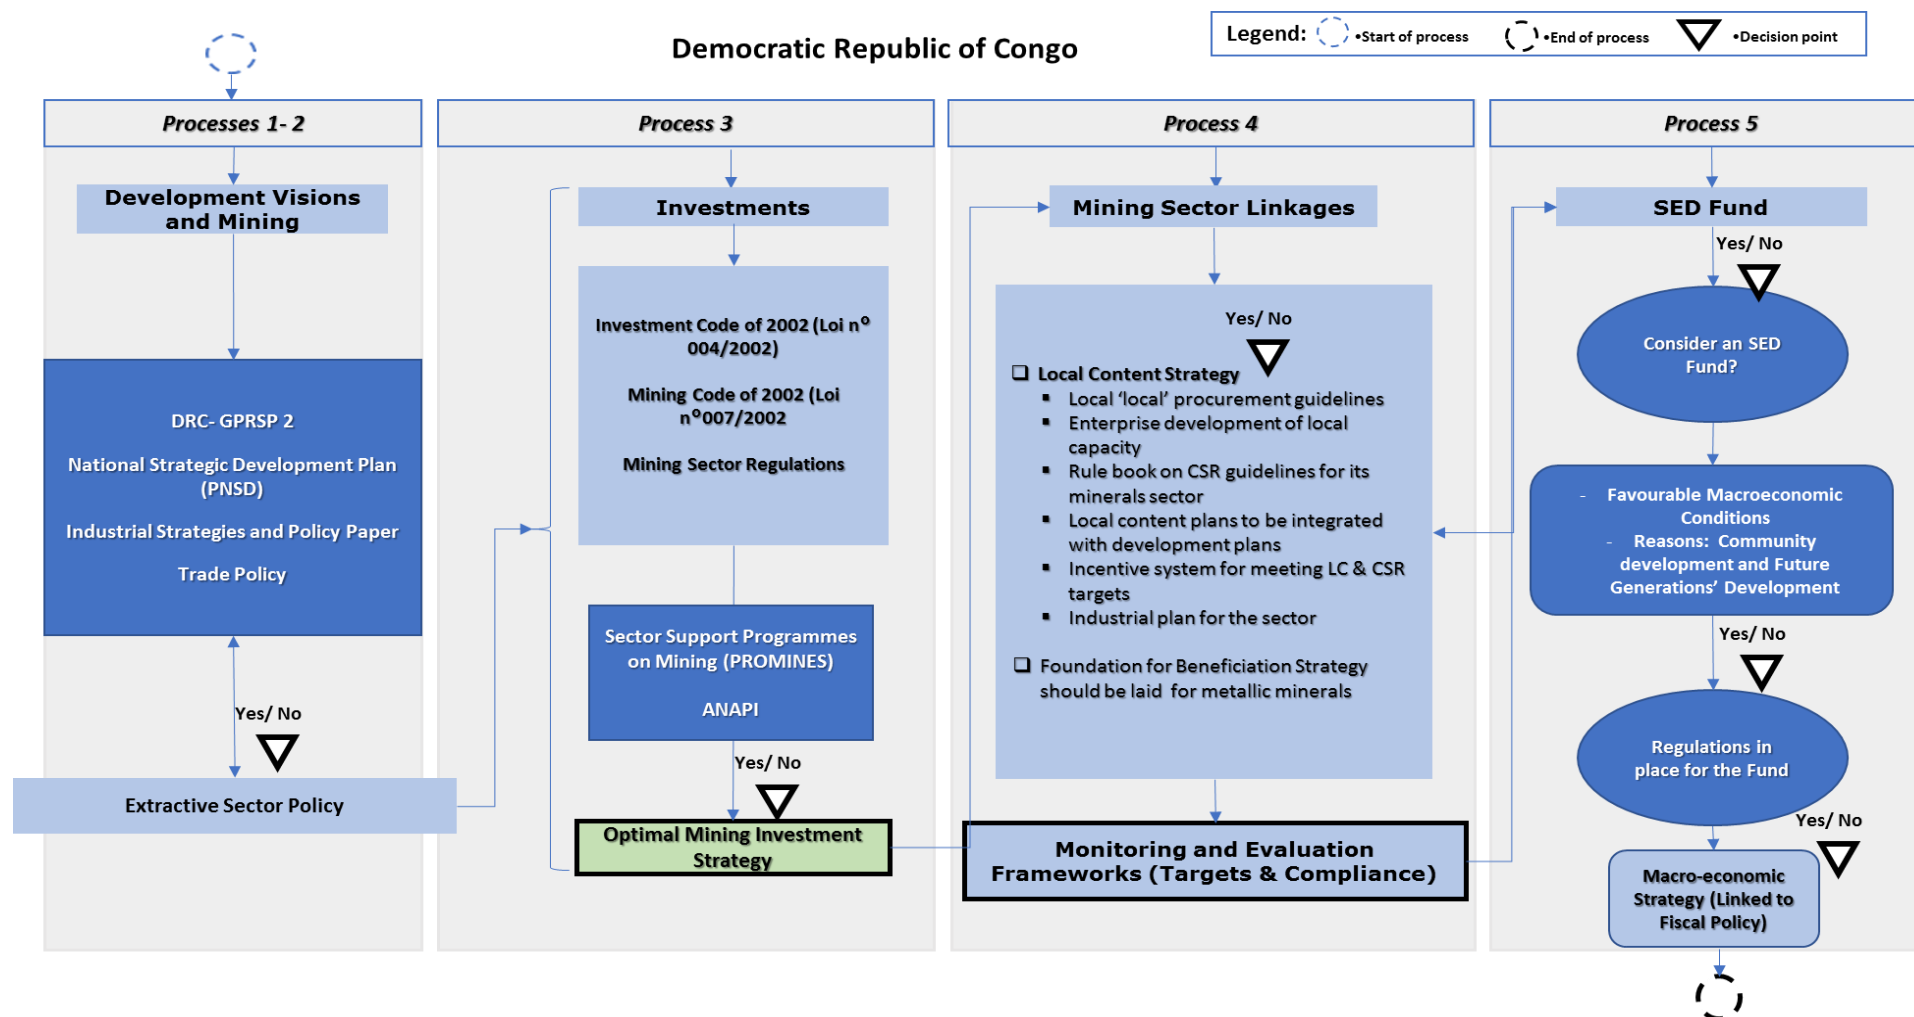 Democratic Republic of Congo
Legend: •Start of process •End of process •Decision point
Processes 1- 2
Development Visions
and Mining
DRC- GPRSP 2
National Strategic Development Plan
(PNSD)
Industrial Strategies and Policy Paper
Trade Policy
Yes/ No
Extractive Sector Policy
Process 3
Investments
Investment Code of 2002 (Loi nº
004/2002)
Mining Code of 2002 (Loi
nº007/2002
Mining Sector Regulations
Sector Support Programmes
on Mining (PROMINES)
ANAPI
Yes/ No
Optimal Mining Investment
Strategy
Process 4
Mining Sector Linkages
Yes/ No
❑ Local Content Strategy
▪ Local ‘local’ procurement guidelines
▪ Enterprise development of local
capacity
▪ Rule book on CSR guidelines for its
minerals sector
▪ Local content plans to be integrated
with development plans
▪ Incentive system for meeting LC & CSR
targets
▪ Industrial plan for the sector
❑ Foundation for Beneficiation Strategy
should be laid for metallic minerals
Monitoring and Evaluation
Frameworks (Targets & Compliance)
Process 5
SED Fund
Yes/ No
Consider an SED
Fund?
- Favourable Macroeconomic
Conditions
- Reasons: Community
development and Future
Generations’ Development
Yes/ No
Regulations in
place for the Fund
Yes/ No
Macro-economic
Strategy (Linked to
Fiscal Policy)